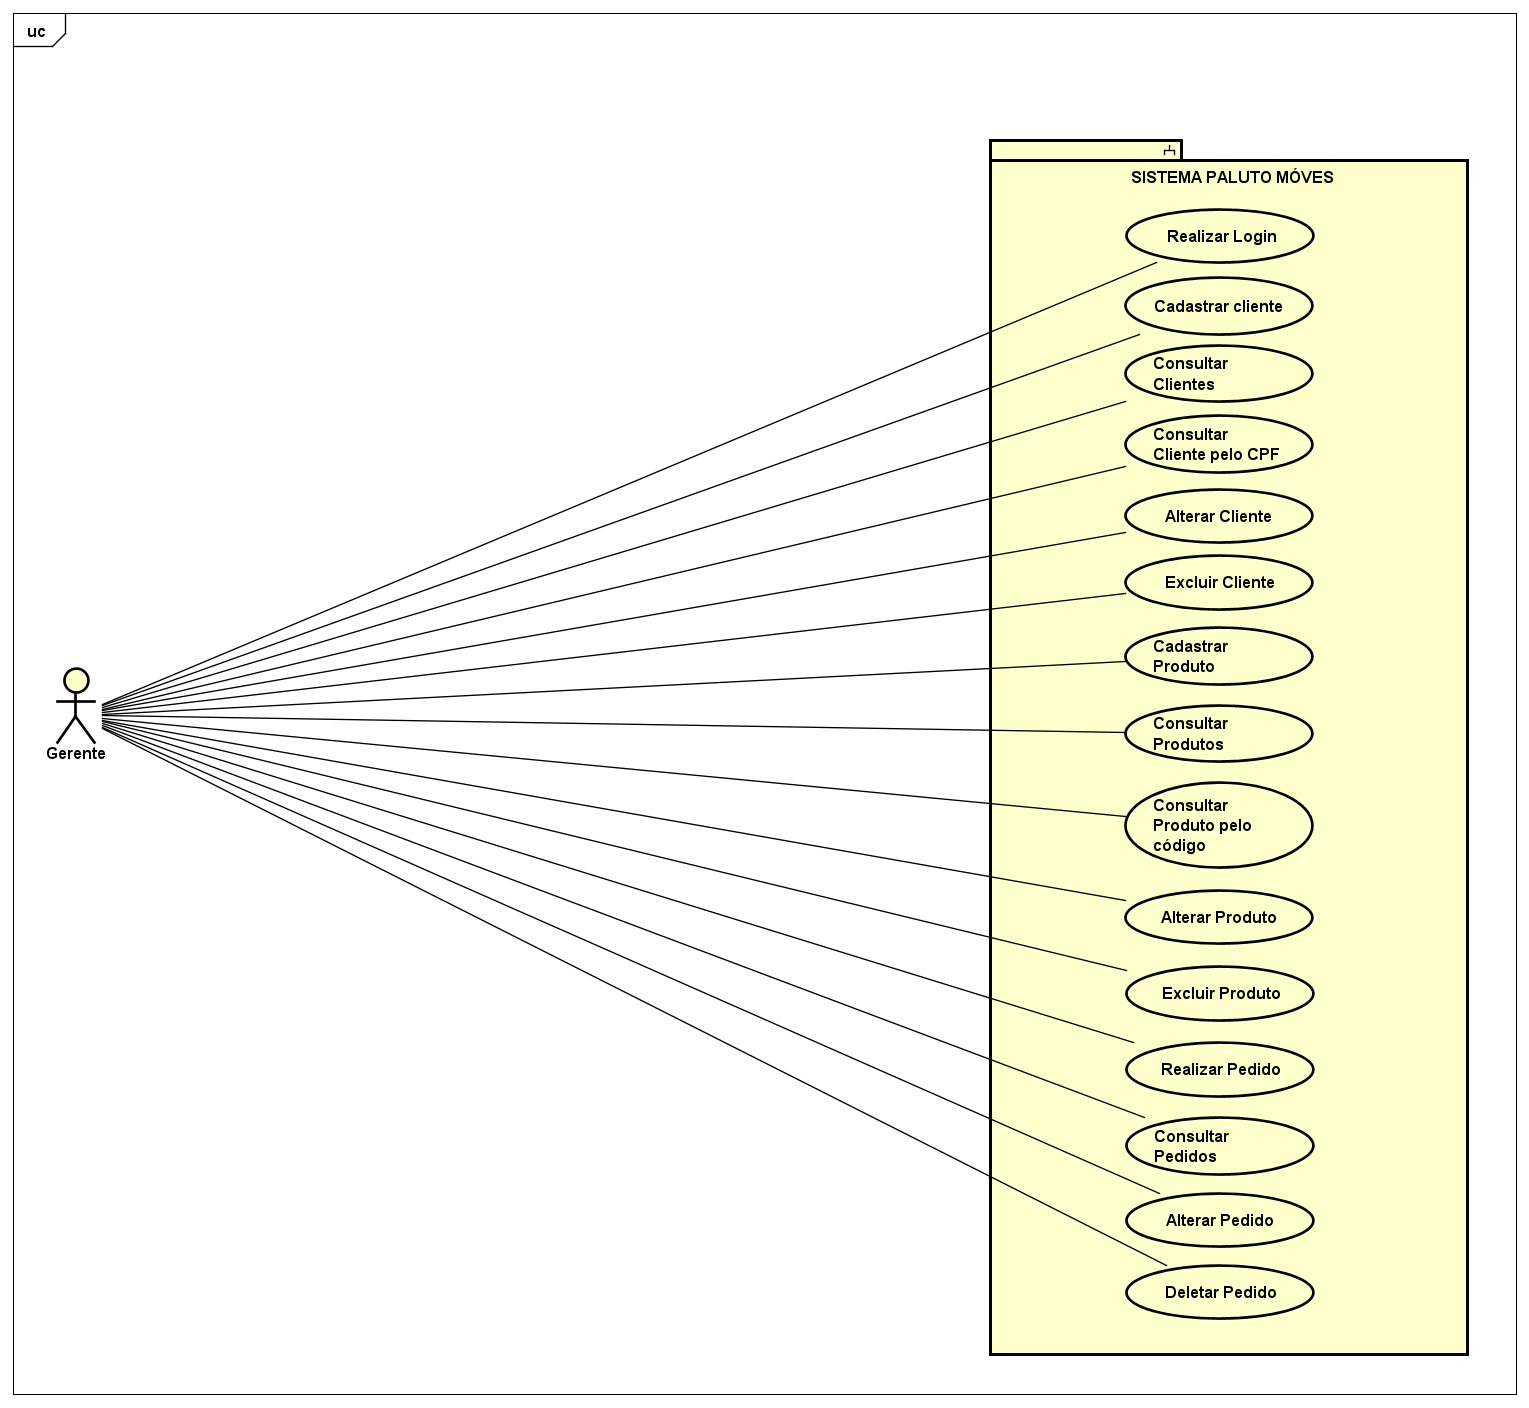 uc
SISTEMA PALUTO MÓVES
Realizar Login
Cadastrar cliente
Consultar
Clientes
Consultar
Cliente pelo CPF
Alterar Cliente
Excluir Cliente
Cadastrar
Produto
Gerente
Consultar
Produtos
Consultar
Produto pelo
código
Alterar Produto
Excluir Produto
Realizar Pedido
Consultar
Pedidos
Alterar Pedido
Deletar Pedido